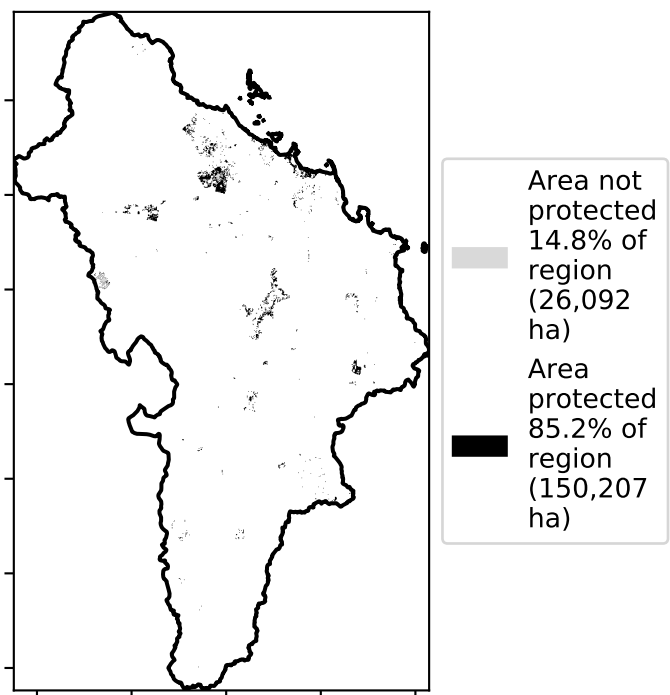 Area not
protected
14.8% of
region
(26,092
ha)
Area
protected
85.2% of
region
(150,207
ha)